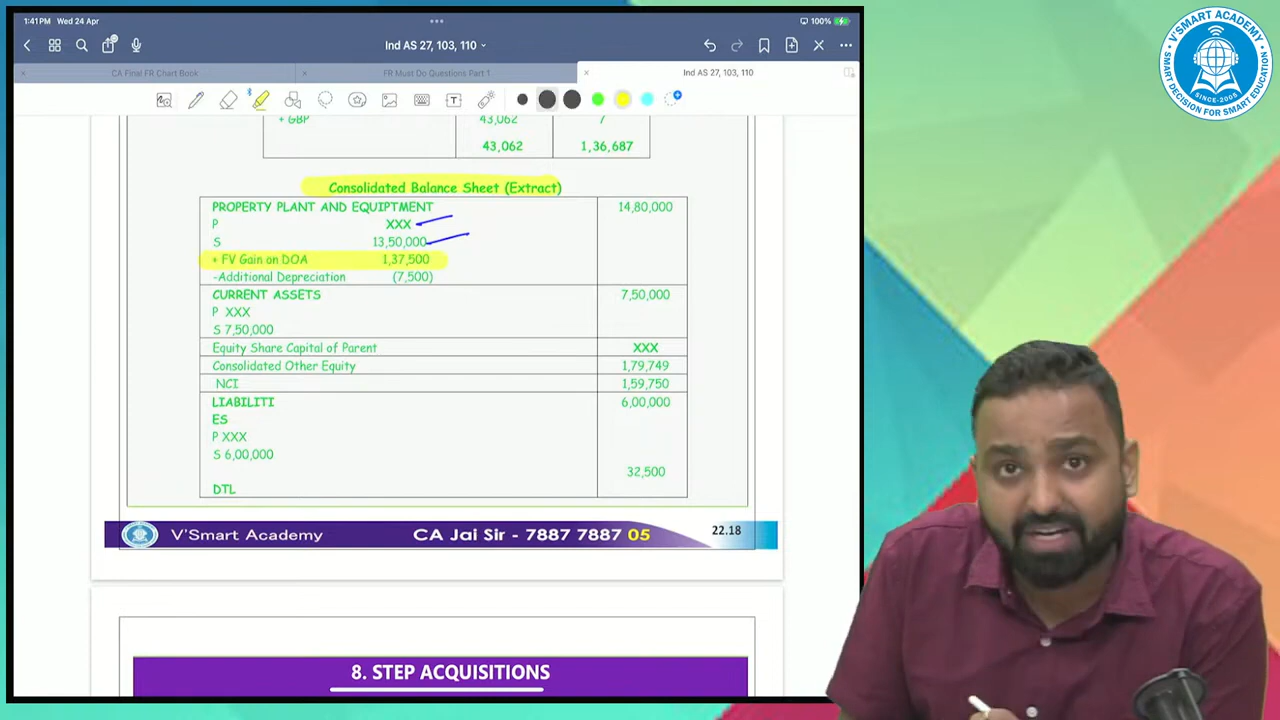 1:41 PM Wed 24 Apr
100%
Ind AS 27, 103, 110
CA Final FR Chart Book
FR Must Do Questions Part 1
Ind AS 27, 103, 110
+ GBP 43,062 7
43,062 1,36,687
Consolidated Balance Sheet (Extract)
PROPERTY PLANT AND EQUIPTMENT 14,80,000
P XXX
S 13,50,000
+ FV Gain on DOA 1,37,500
-Additional Depreciation (7,500)
CURRENT ASSETS 7,50,000
P XXX
S 7,50,000
Equity Share Capital of Parent XXX
Consolidated Other Equity 1,79,749
NCI 1,59,750
LIABILITI 6,00,000
ES
P XXX
S 6,00,000
32,500
DTL
V'Smart Academy CA Jai Sir - 7887 7887 05 22.18
8. STEP ACQUISITIONS
V'SMART ACADEMY
SMART DECISION FOR SMART EDUCATION
SINCE-2005